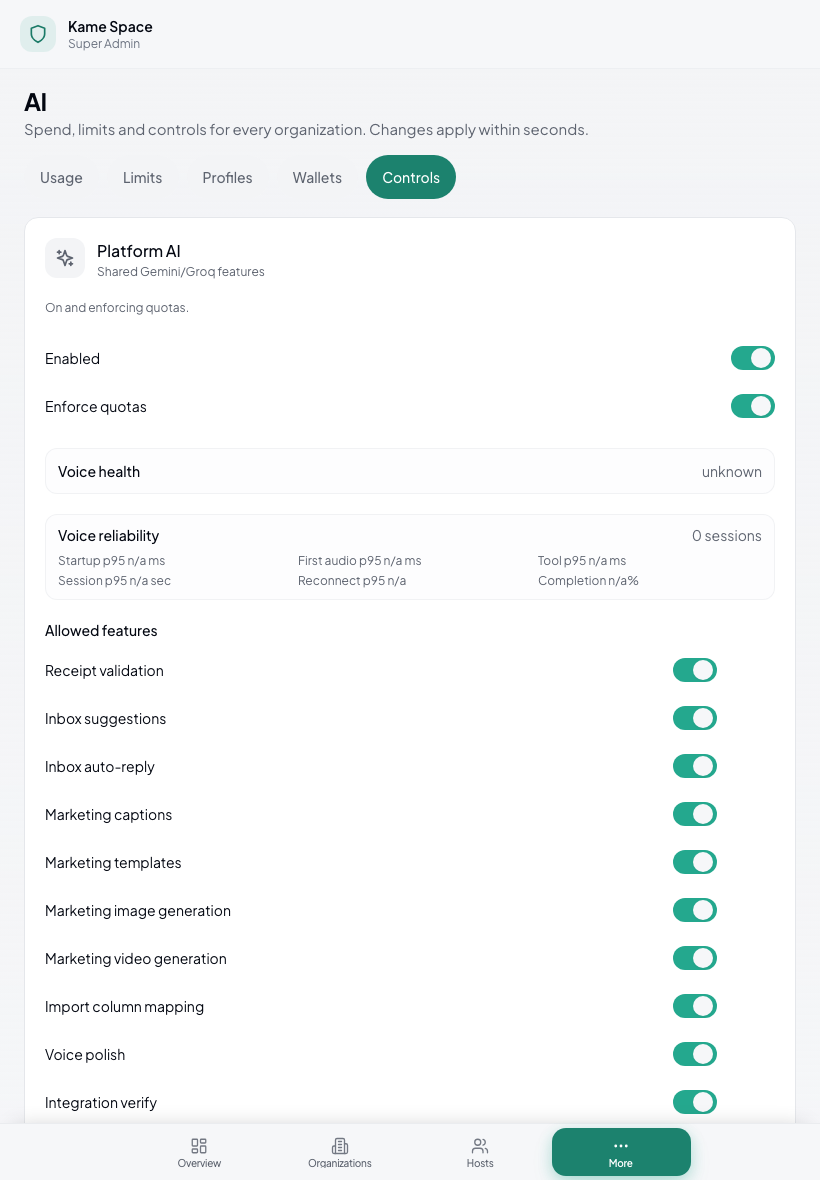 Kame Space
Super Admin
AI
Spend, limits and controls for every organization. Changes apply within seconds.
Usage Limits Profiles Wallets Controls
Platform AI
Shared Gemini/Groq features
On and enforcing quotas.
Enabled
Enforce quotas
Voice health unknown
Voice reliability 0 sessions
Startup p95 n/a ms First audio p95 n/a ms Tool p95 n/a ms
Session p95 n/a sec Reconnect p95 n/a Completion n/a%
Allowed features
Receipt validation
Inbox suggestions
Inbox auto-reply
Marketing captions
Marketing templates
Marketing image generation
Marketing video generation
Import column mapping
Voice polish
Integration verify
Overview Organizations Hosts More